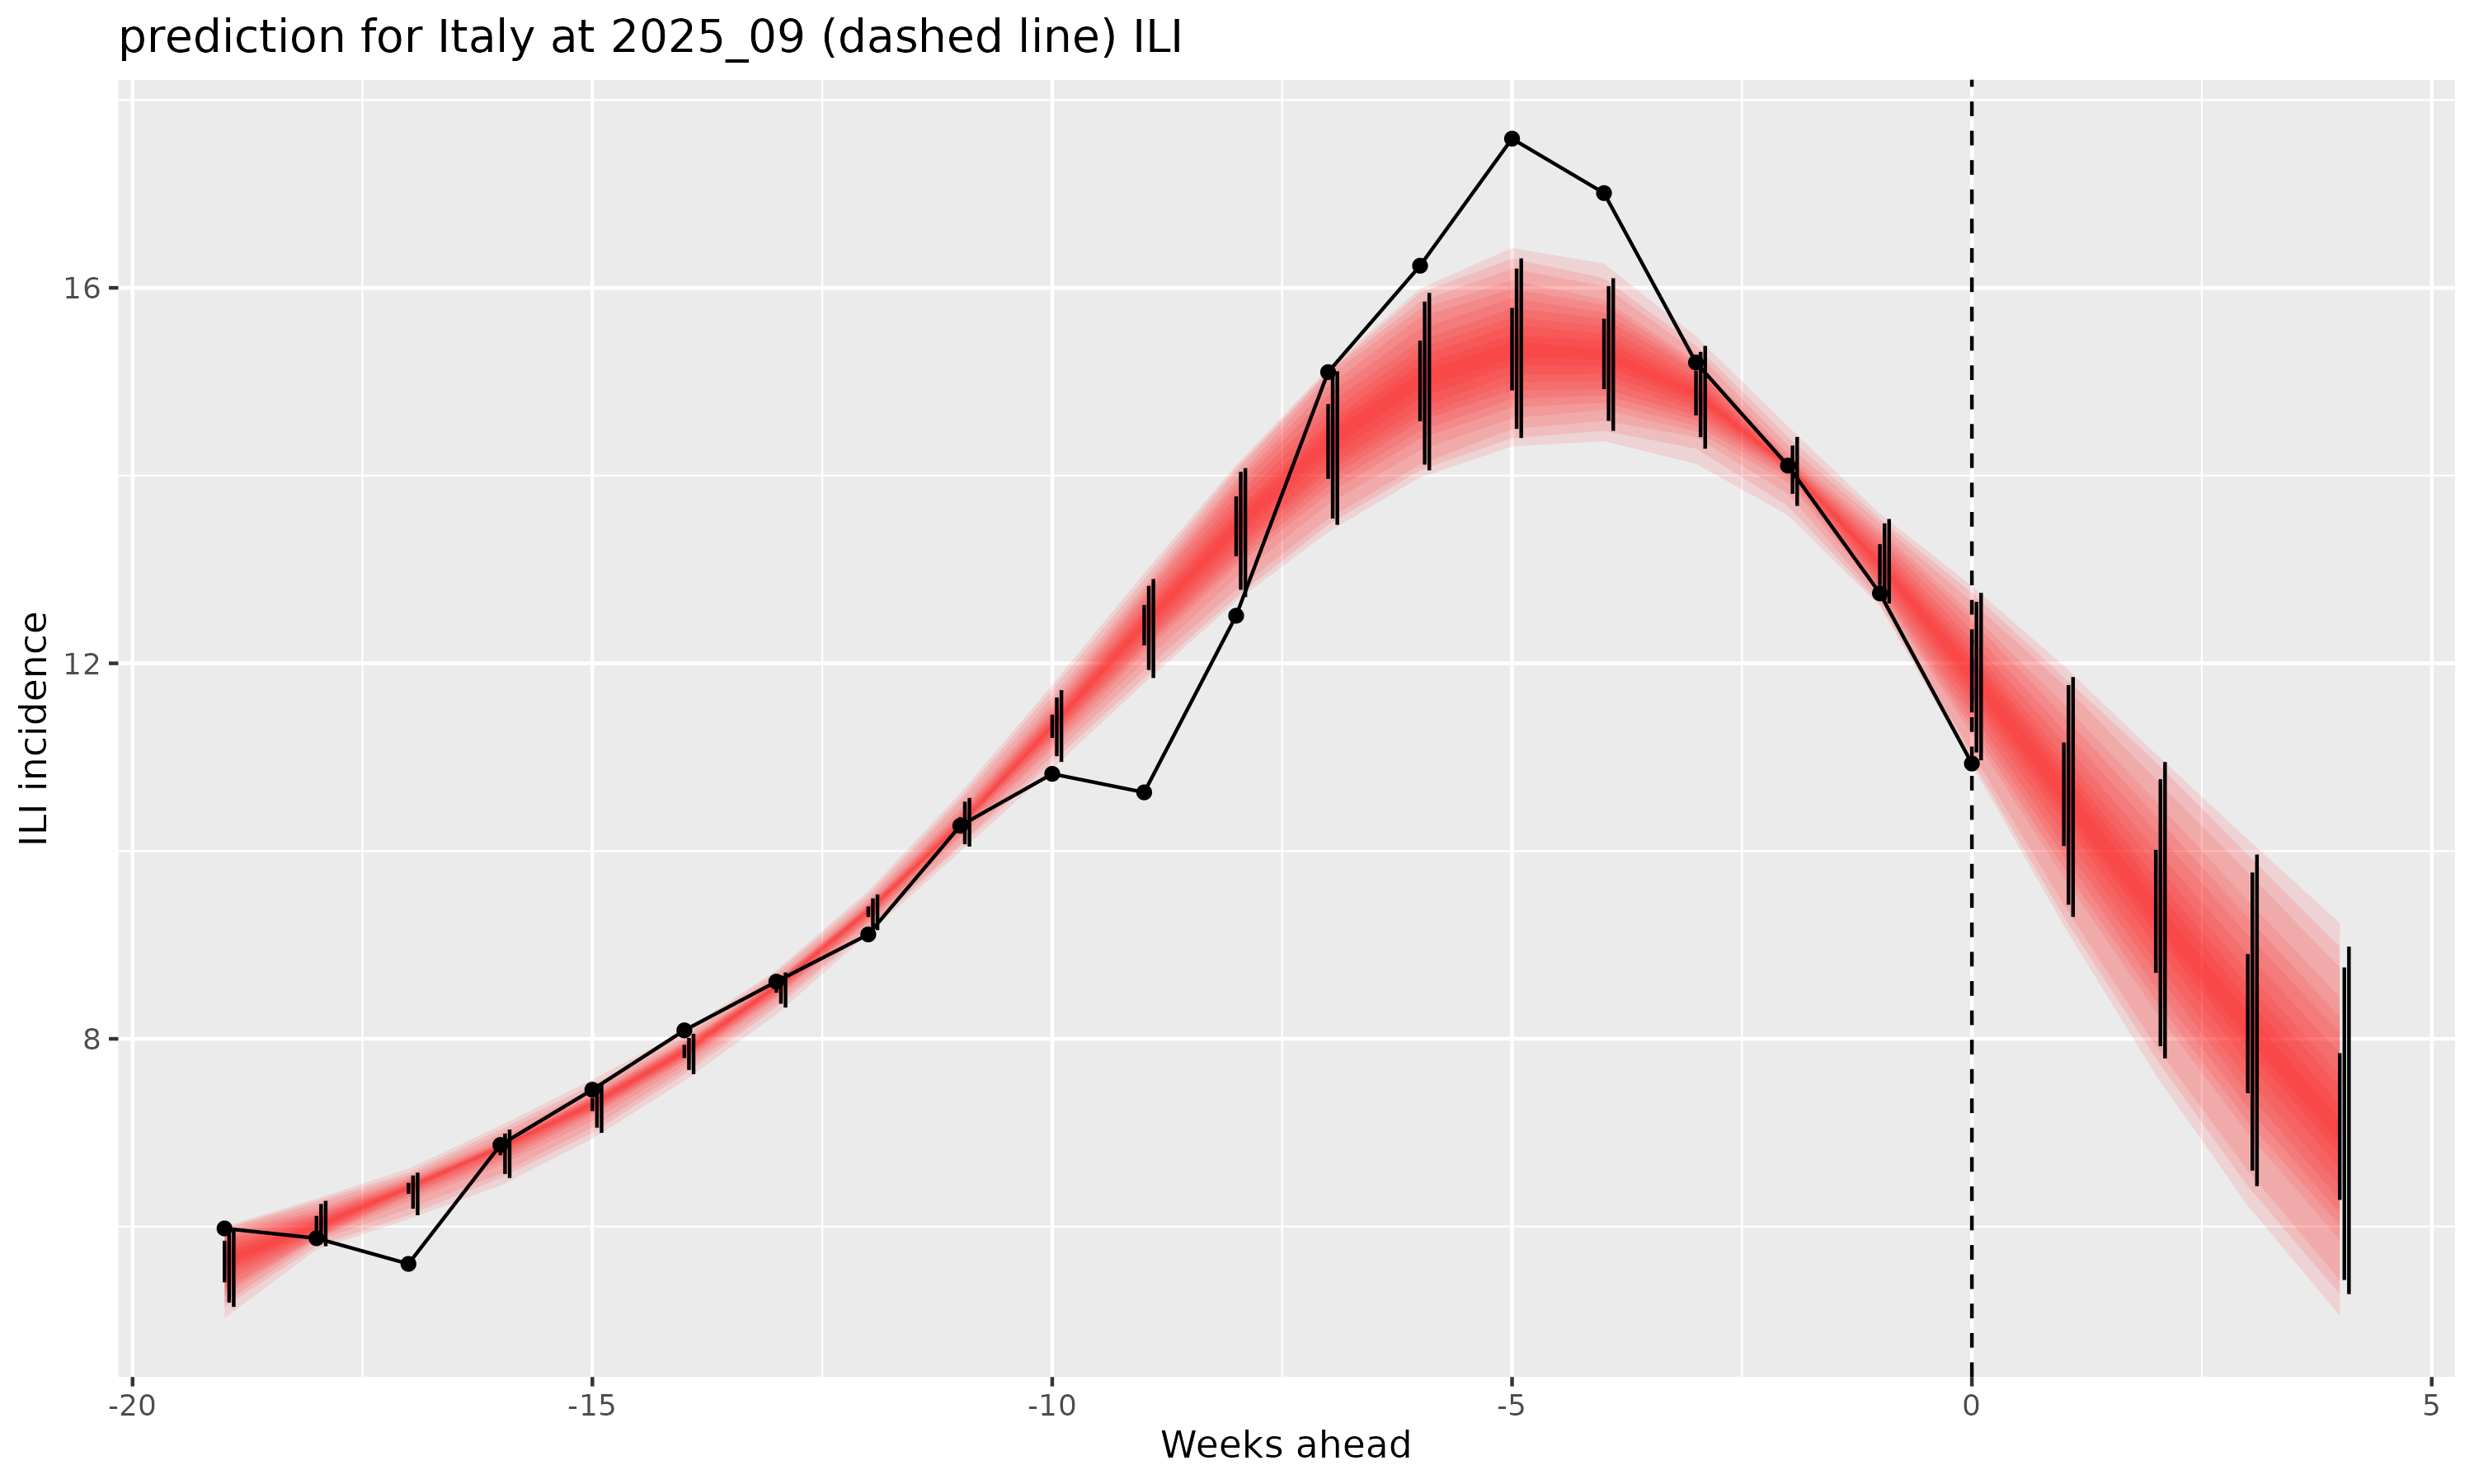 prediction for Italy at 2025_09 (dashed line) ILI
ILI incidence
16
12
8
-20 -15 -10 -5 0 5
Weeks ahead